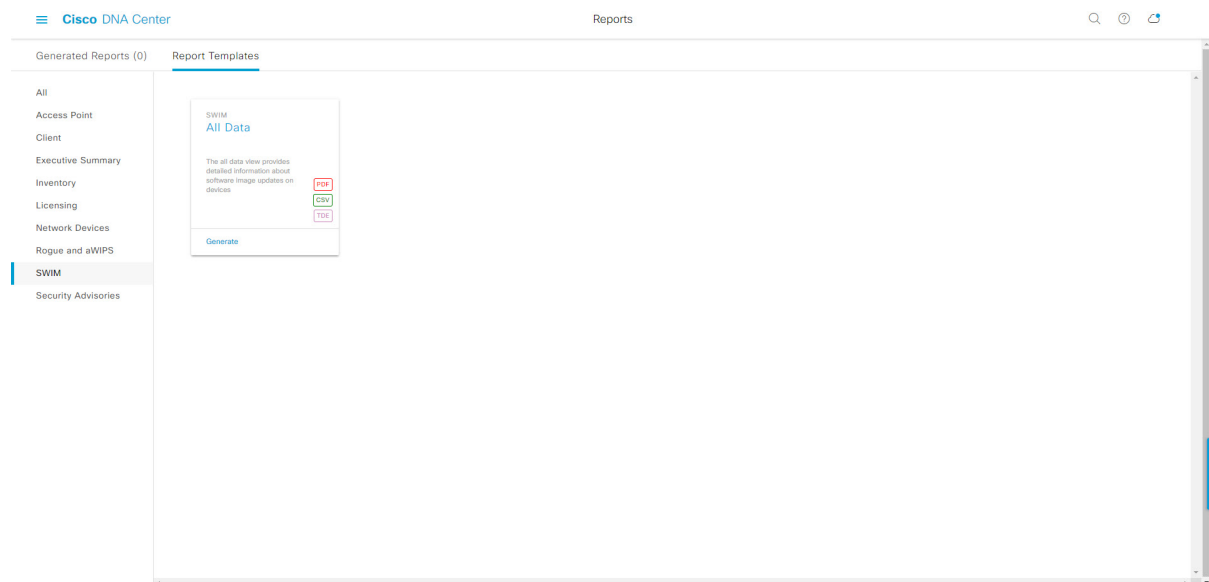 Cisco DNA Center
Reports
Generated Reports (0)
Report Templates
All
Access Point
Client
Executive Summary
Inventory
Licensing
Network Devices
Rogue and aWIPS
SWIM
Security Advisories
SWIM
All Data
The all data view provides
detailed information about
software image updates on
devices
PDF
CSV
TDE
Generate